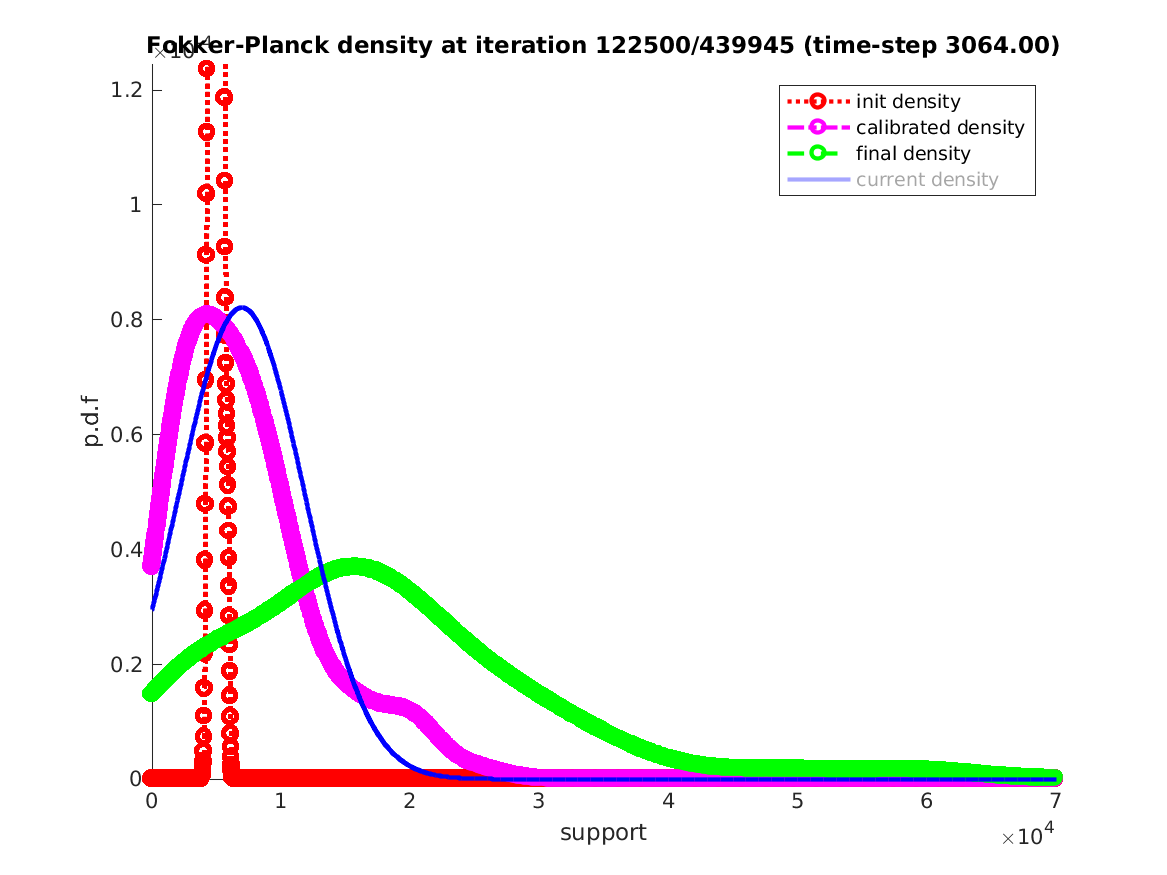 Fokker-Planck density at iteration 122500/439945 (time-step 3064.00)
1.2
1
0.8
0.6
0.4
0.2
0
p.d.f
init density
calibrated density
final density
current density
0 1 2 3 4 5 6 7
support
×10^4